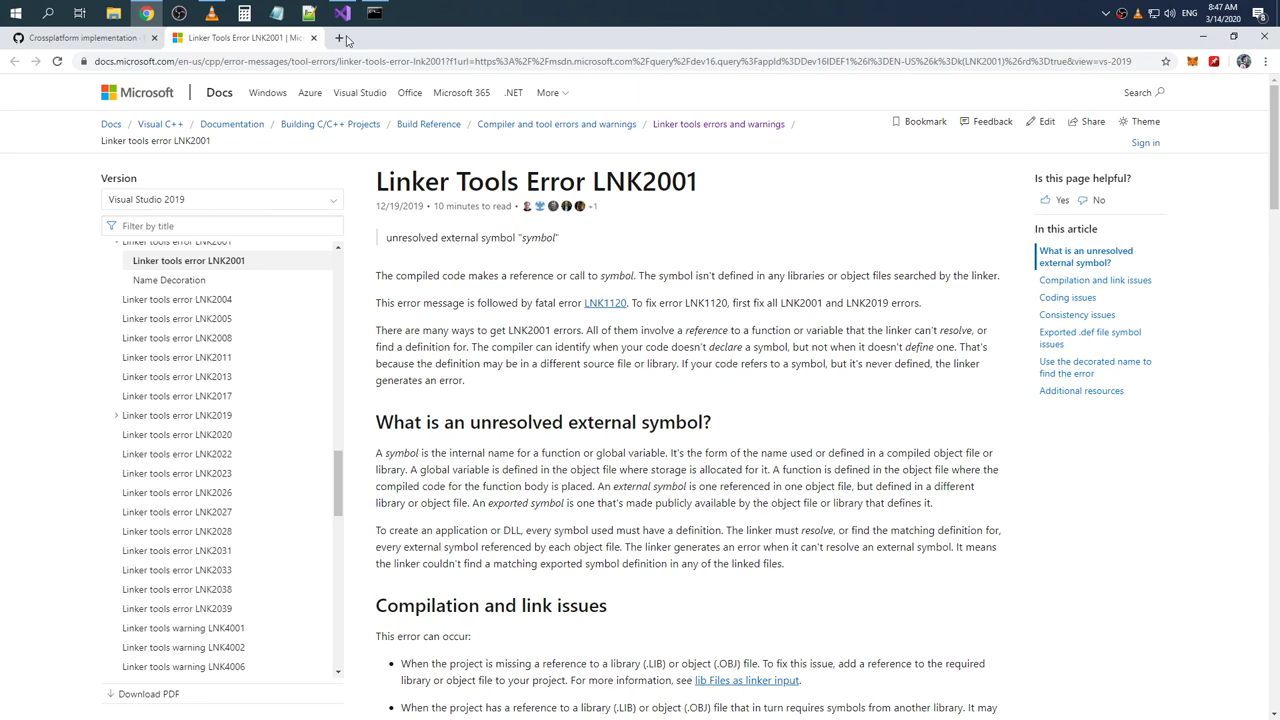 ENG
8:47 AM
3/14/2020
8
Crossplatform implementation ·
Linker Tools Error LNK2001 | Mic
docs.microsoft.com/en-us/cpp/error-messages/tool-errors/linker-tools-error-lnk2001?f1url=https%3A%2F%2Fmsdn.microsoft.com%2Fquery%2Fdev16.query%3FappId%3DDev16IDEF1%26l%3DEN-US%26k%3Dk(LNK2001)%26rd%3Dtrue&view=vs-2019
Microsoft
Docs
Windows
Azure
Visual Studio
Office
Microsoft 365
.NET
More
Search
Docs / Visual C++ / Documentation / Building C/C++ Projects / Build Reference / Compiler and tool errors and warnings / Linker tools errors and warnings /
Linker tools error LNK2001
Bookmark
Feedback
Edit
Share
Theme
Sign in
Version
Visual Studio 2019
Filter by title
Linker tools error LNK2001
Linker tools error LNK2001
Name Decoration
Linker tools error LNK2004
Linker tools error LNK2005
Linker tools error LNK2008
Linker tools error LNK2011
Linker tools error LNK2013
Linker tools error LNK2017
Linker tools error LNK2019
Linker tools error LNK2020
Linker tools error LNK2022
Linker tools error LNK2023
Linker tools error LNK2026
Linker tools error LNK2027
Linker tools error LNK2028
Linker tools error LNK2031
Linker tools error LNK2033
Linker tools error LNK2038
Linker tools error LNK2039
Linker tools warning LNK4001
Linker tools warning LNK4002
Linker tools warning LNK4006
Download PDF
Linker Tools Error LNK2001
12/19/2019 • 10 minutes to read • +1
unresolved external symbol "symbol"
The compiled code makes a reference or call to symbol. The symbol isn't defined in any libraries or object files searched by the linker.
This error message is followed by fatal error LNK1120. To fix error LNK1120, first fix all LNK2001 and LNK2019 errors.
There are many ways to get LNK2001 errors. All of them involve a reference to a function or variable that the linker can't resolve, or
find a definition for. The compiler can identify when your code doesn't declare a symbol, but not when it doesn't define one. That's
because the definition may be in a different source file or library. If your code refers to a symbol, but it's never defined, the linker
generates an error.
What is an unresolved external symbol?
A symbol is the internal name for a function or global variable. It's the form of the name used or defined in a compiled object file or
library. A global variable is defined in the object file where storage is allocated for it. A function is defined in the object file where the
compiled code for the function body is placed. An external symbol is one referenced in one object file, but defined in a different
library or object file. An exported symbol is one that's made publicly available by the object file or library that defines it.
To create an application or DLL, every symbol used must have a definition. The linker must resolve, or find the matching definition for,
every external symbol referenced by each object file. The linker generates an error when it can't resolve an external symbol. It means
the linker couldn't find a matching exported symbol definition in any of the linked files.
Compilation and link issues
This error can occur:
• When the project is missing a reference to a library (.LIB) or object (.OBJ) file. To fix this issue, add a reference to the required
library or object file to your project. For more information, see lib Files as linker input.
• When the project has a reference to a library (.LIB) or object (.OBJ) file that in turn requires symbols from another library. It may
Is this page helpful?
Yes
No
In this article
What is an unresolved
external symbol?
Compilation and link issues
Coding issues
Consistency issues
Exported .def file symbol
issues
Use the decorated name to
find the error
Additional resources